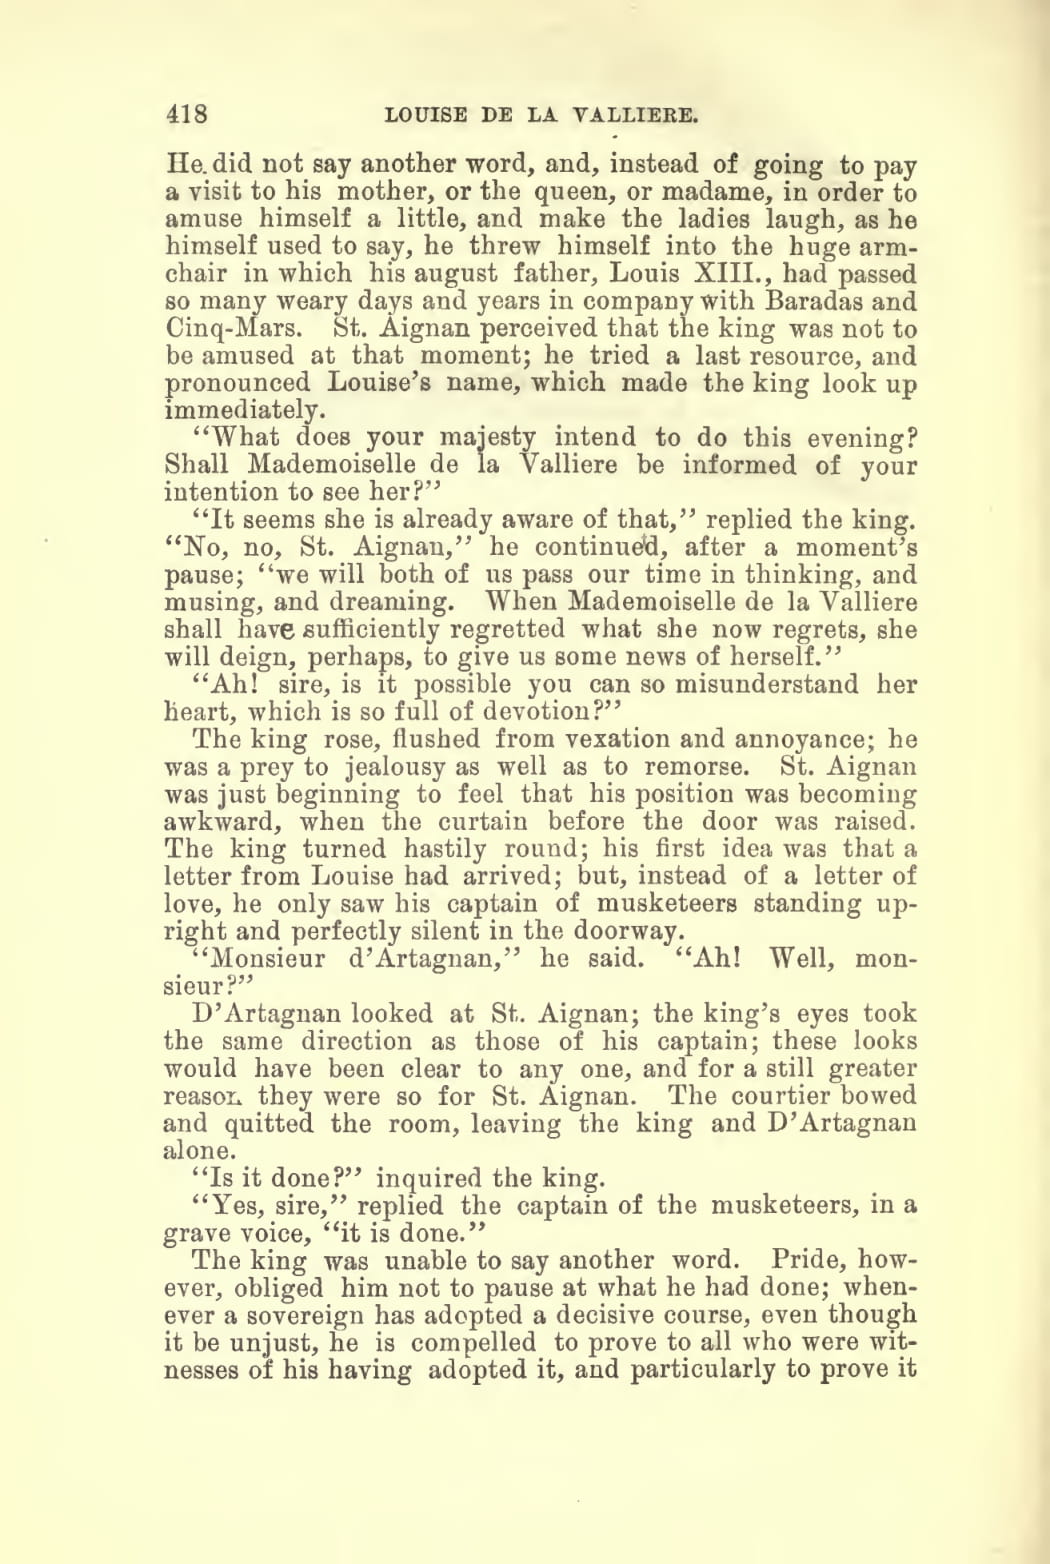 418 LOUISE DE LA VALLIERE.
He did not say another word, and, instead of going to pay
a visit to his mother, or the queen, or madame, in order to
amuse himself a little, and make the ladies laugh, as he
himself used to say, he threw himself into the huge arm-
chair in which his august father, Louis XIII., had passed
so many weary days and years in company with Baradas and
Cinq-Mars. St. Aignan perceived that the king was not to
be amused at that moment; he tried a last resource, and
pronounced Louise's name, which made the king look up
immediately.
"What does your majesty intend to do this evening?
Shall Mademoiselle de la Valliere be informed of your
intention to see her?"
"It seems she is already aware of that," replied the king.
"No, no, St. Aignan," he continued, after a moment's
pause; "we will both of us pass our time in thinking, and
musing, and dreaming. When Mademoiselle de la Valliere
shall have sufficiently regretted what she now regrets, she
will deign, perhaps, to give us some news of herself."
"Ah! sire, is it possible you can so misunderstand her
heart, which is so full of devotion?"
The king rose, flushed from vexation and annoyance; he
was a prey to jealousy as well as to remorse. St. Aignan
was just beginning to feel that his position was becoming
awkward, when the curtain before the door was raised.
The king turned hastily round; his first idea was that a
letter from Louise had arrived; but, instead of a letter of
love, he only saw his captain of musketeers standing up-
right and perfectly silent in the doorway.
"Monsieur d'Artagnan," he said. "Ah! Well, mon-
sieur?"
D'Artagnan looked at St. Aignan; the king's eyes took
the same direction as those of his captain; these looks
would have been clear to any one, and for a still greater
reason they were so for St. Aignan. The courtier bowed
and quitted the room, leaving the king and D'Artagnan
alone.
"Is it done?" inquired the king.
"Yes, sire," replied the captain of the musketeers, in a
grave voice, "it is done."
The king was unable to say another word. Pride, how-
ever, obliged him not to pause at what he had done; when-
ever a sovereign has adopted a decisive course, even though
it be unjust, he is compelled to prove to all who were wit-
nesses of his having adopted it, and particularly to prove it